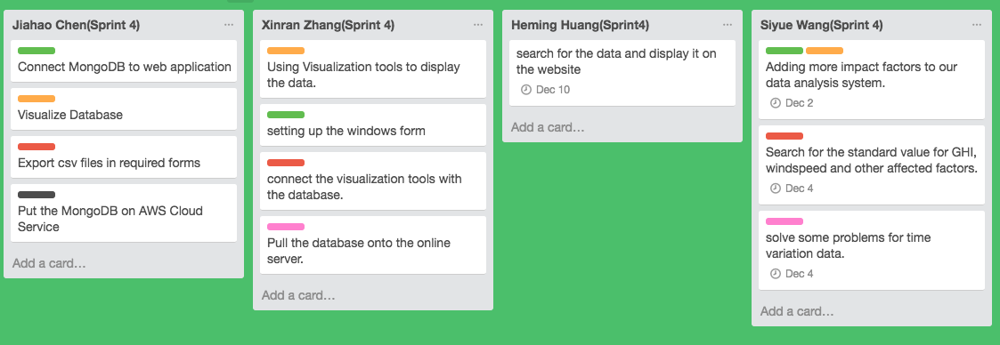 Jiahao Chen(Sprint 4)
Connect MongoDB to web application
Visualize Database
Export csv files in required forms
Put the MongoDB on AWS Cloud
Service
Add a card…
Xinran Zhang(Sprint 4)
Using Visualization tools to display
the data.
setting up the windows form
connect the visualization tools with
the database.
Pull the database onto the online
server.
Add a card…
Heming Huang(Sprint4)
search for the data and display it on
the website
Dec 10
Add a card…
Siyue Wang(Sprint 4)
Adding more impact factors to our
data analysis system.
Dec 2
Search for the standard value for GHI,
windspeed and other affected factors.
Dec 4
solve some problems for time
variation data.
Dec 4
Add a card…